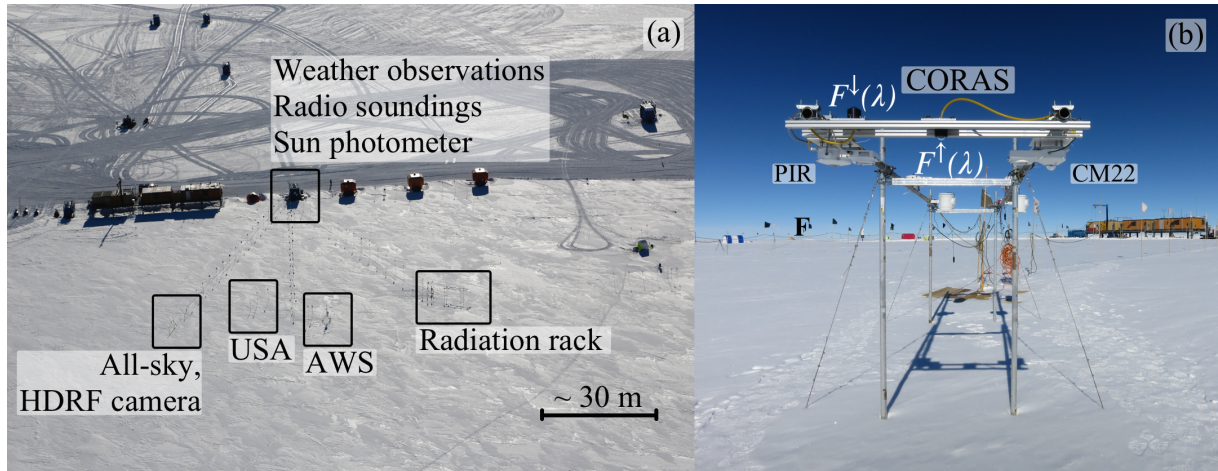 (a)
Weather observations
Radio soundings
Sun photometer
All-sky,
HDRF camera
USA
AWS
Radiation rack
~ 30 m
(b)
CORAS
F↓(λ)
F↑(λ)
PIR
CM22
F